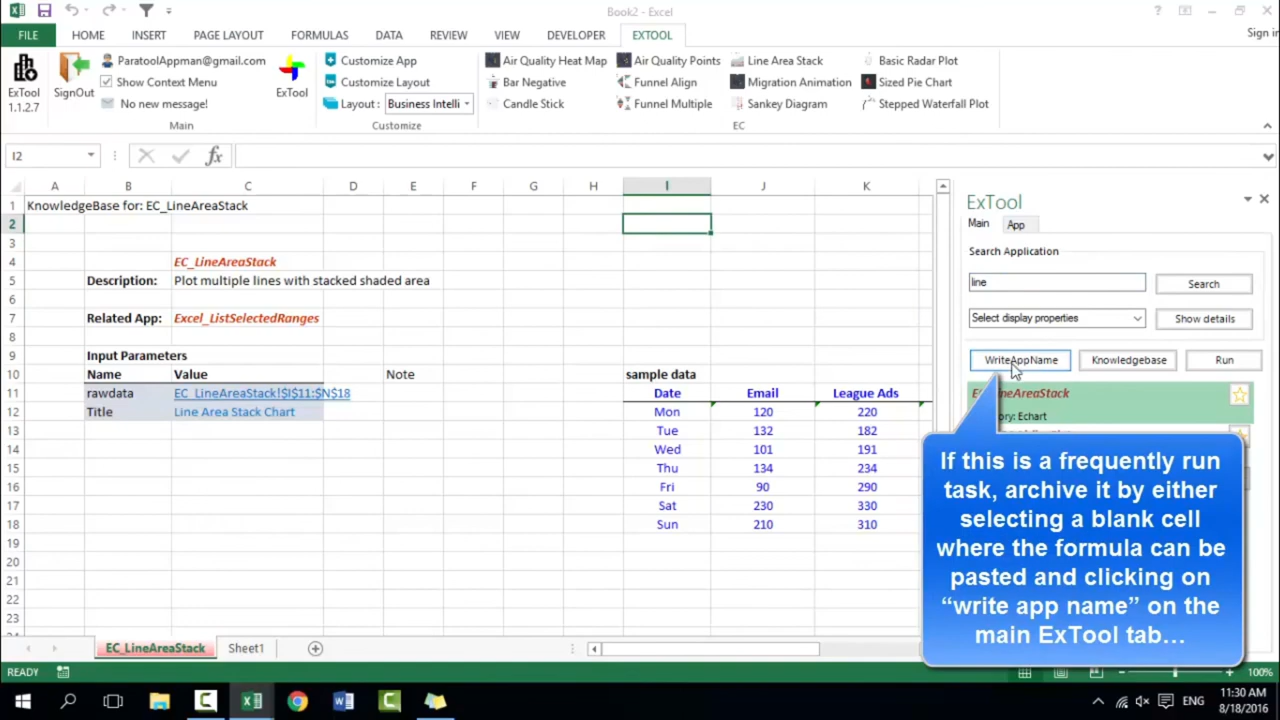 Book2 - Excel
Sign in
FILE HOME INSERT PAGE LAYOUT FORMULAS DATA REVIEW VIEW DEVELOPER EXTOOL
ExTool
1.1.2.7
SignOut
ParatoolAppman@gmail.com
Show Context Menu
No new message!
ExTool
Main
Customize App
Customize Layout
Layout : Business Intelli
Customize
Air Quality Heat Map Air Quality Points Line Area Stack Basic Radar Plot
Bar Negative Funnel Align Migration Animation Sized Pie Chart
Candle Stick Funnel Multiple Sankey Diagram Stepped Waterfall Plot
EC
I2
fx
A B C D E F G H I J K
1 KnowledgeBase for: EC_LineAreaStack
2
3
4 EC_LineAreaStack
5 Description: Plot multiple lines with stacked shaded area
6
7 Related App: Excel_ListSelectedRanges
8
9 Input Parameters
10 Name Value Note sample data
11 rawdata EC_LineAreaStack!$I$11:$N$18 Date Email League Ads
12 Title Line Area Stack Chart Mon 120 220
13 Tue 132 182
14 Wed 101 191
15 Thu 134 234
16 Fri 90 290
17 Sat 230 330
18 Sun 210 310
19
20
21
22
23
ExTool
Main App
Search Application
line Search
Select display properties Show details
WriteAppName Knowledgebase Run
If this is a frequently run
task, archive it by either
selecting a blank cell
where the formula can be
pasted and clicking on
“write app name” on the
main ExTool tab…
EC_LineAreaStack Sheet1
READY
100%
ENG
11:30 AM
8/18/2016